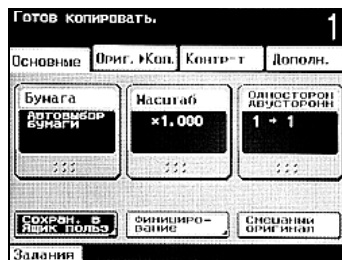 Готов копировать.
1
Основные
Ориг.▸Коп.
Контр-т
Дополн.
Бумага
Автовыбор
бумаги
Масштаб
×1.000
Односторон
двусторонн
1 → 1
Сохран. в
Ящик польз.
Финиширо-
вание
Смешанный
оригинал
Задания